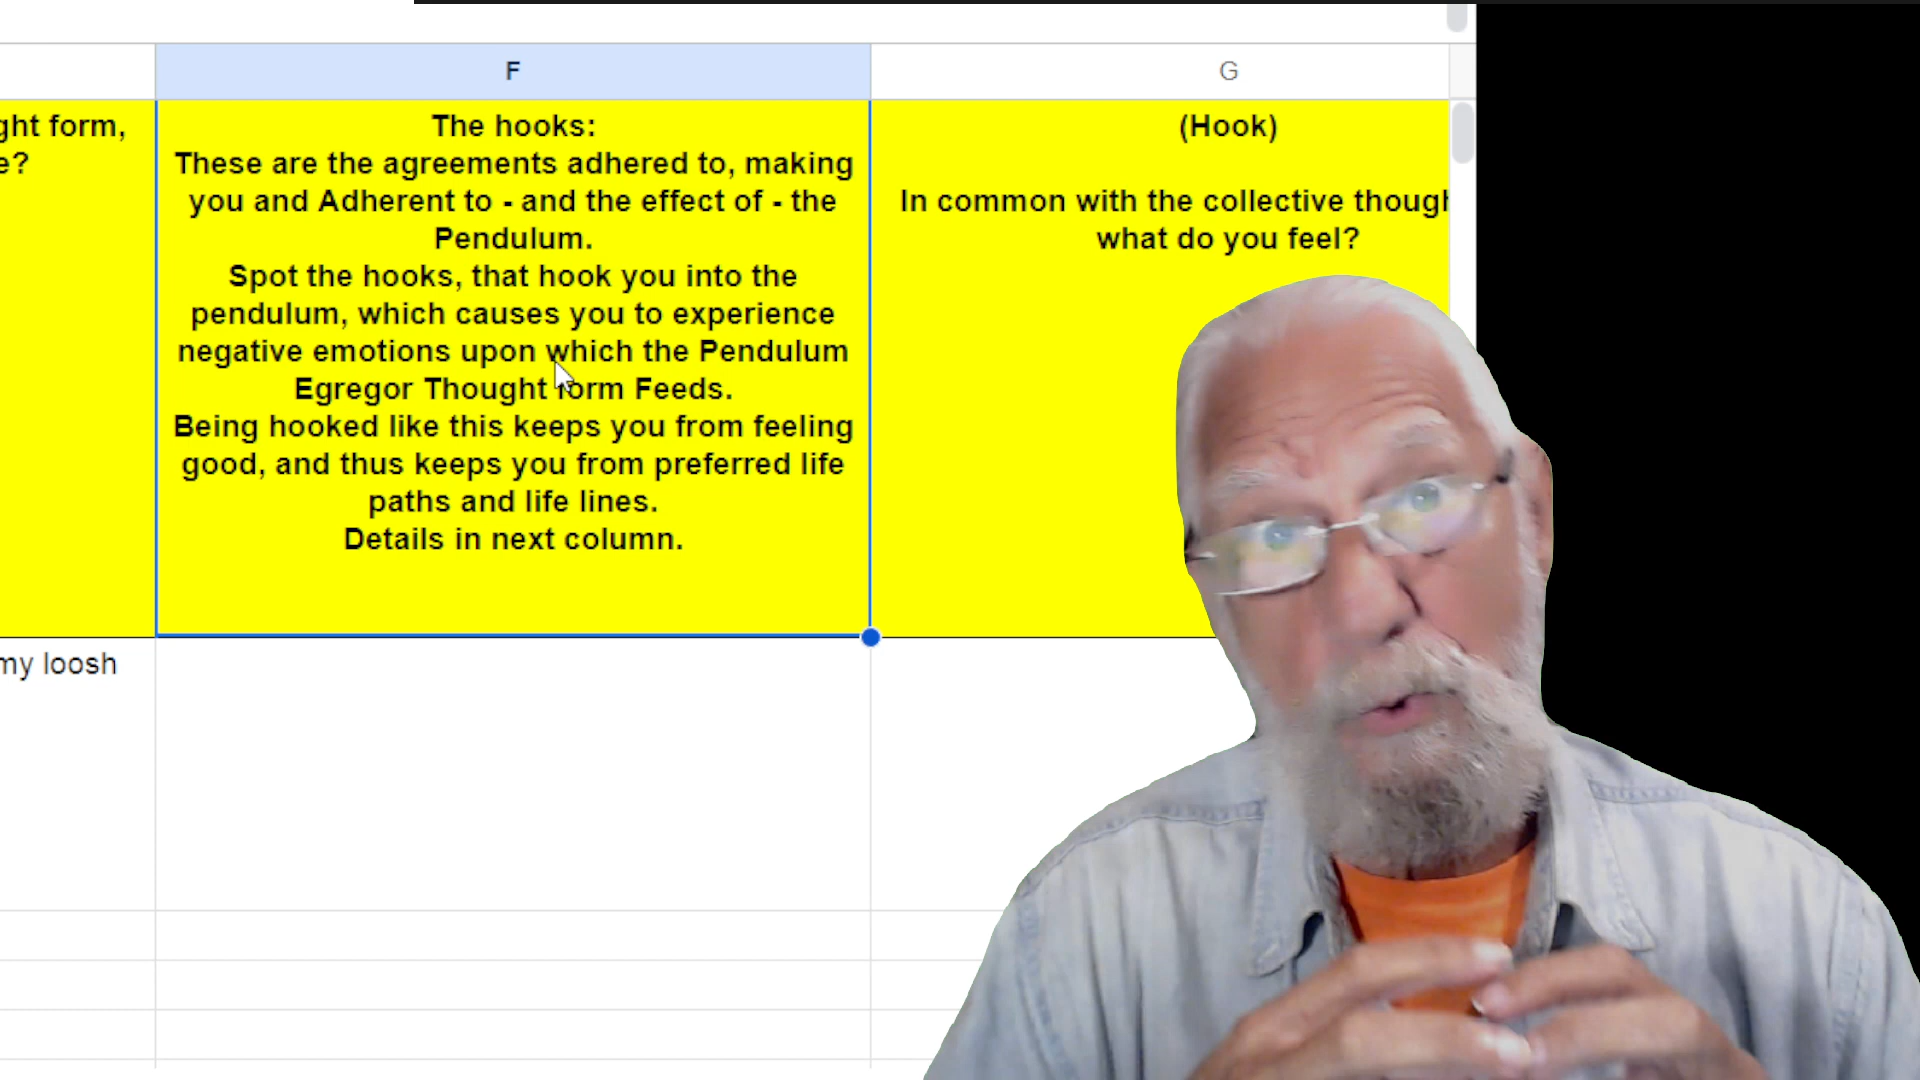 F
G
ght form,
e?
The hooks:
These are the agreements adhered to, making
you and Adherent to - and the effect of - the
Pendulum.
Spot the hooks, that hook you into the
pendulum, which causes you to experience
negative emotions upon which the Pendulum
Egregor Thought form Feeds.
Being hooked like this keeps you from feeling
good, and thus keeps you from preferred life
paths and life lines.
Details in next column.
(Hook)
In common with the collective though
what do you feel?
my loosh